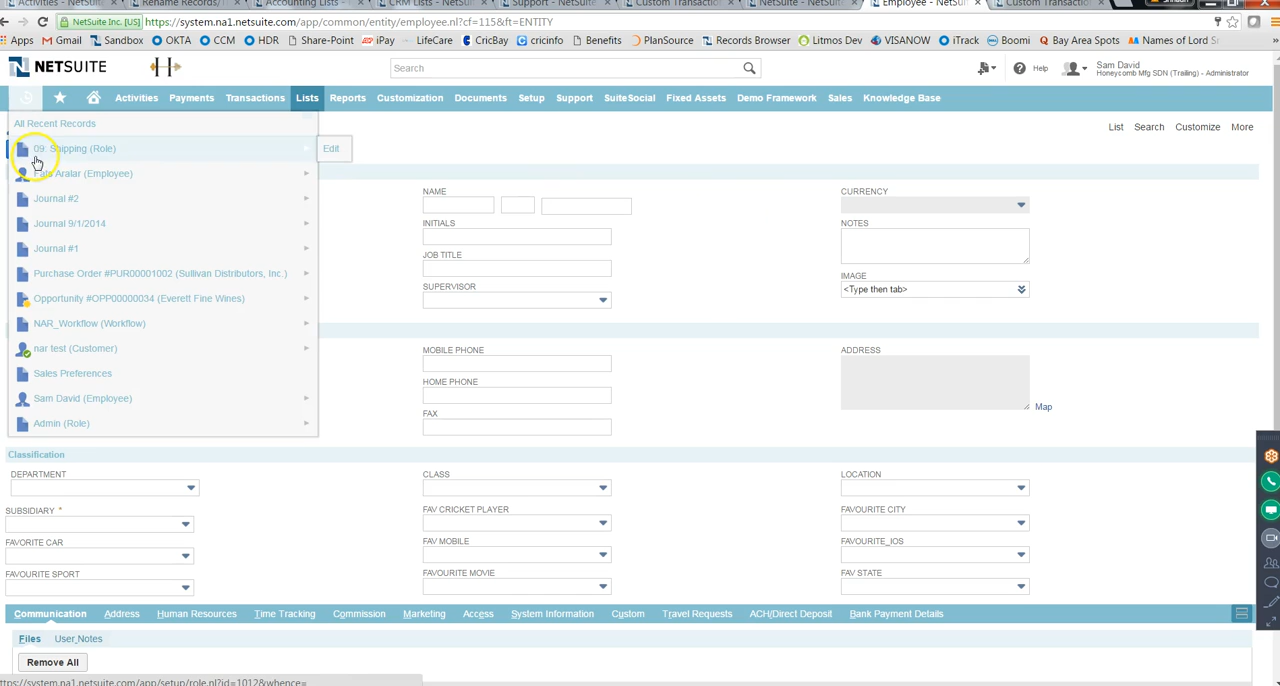 Activities - NetSuite
Rename Records/
Accounting Lists -
CRM Lists - NetSuite
Support - NetSuite
Custom Transaction
NetSuite - NetSuite
Employee - NetSuite
Custom Transaction
NetSuite Inc. [US] https://system.na1.netsuite.com/app/common/entity/employee.nl?cf=115&ft=ENTITY
Apps Gmail Sandbox OKTA CCM HDR Share-Point iPay LifeCare CricBay Cricinfo Benefits PlanSource Records Browser Litmos Dev VISANOW iTrack Boomi Bay Area Spots Names of Lord
NETSUITE
Search
Help
Sam David
Honeycomb Mfg SDN (Trailing) - Administrator
Activities Payments Transactions Lists Reports Customization Documents Setup Support SuiteSocial Fixed Assets Demo Framework Sales Knowledge Base
All Recent Records
09. Shipping (Role)
Edit
Fafs Aralar (Employee)
Journal #2
Journal 9/1/2014
Journal #1
Purchase Order #PUR00001002 (Sullivan Distributors, Inc.)
Opportunity #OPP00000034 (Everett Fine Wines)
NAR_Workflow (Workflow)
nar test (Customer)
Sales Preferences
Sam David (Employee)
Admin (Role)
List Search Customize More
NAME
INITIALS
JOB TITLE
SUPERVISOR
CURRENCY
NOTES
IMAGE
<Type then tab>
MOBILE PHONE
HOME PHONE
FAX
ADDRESS
Map
Classification
DEPARTMENT
CLASS
LOCATION
SUBSIDIARY *
FAV CRICKET PLAYER
FAVOURITE CITY
FAVORITE CAR
FAV MOBILE
FAVOURITE_IOS
FAVOURITE SPORT
FAVOURITE MOVIE
FAV STATE
Communication Address Human Resources Time Tracking Commission Marketing Access System Information Custom Travel Requests ACH/Direct Deposit Bank Payment Details
Files User Notes
Remove All
https://system.na1.netsuite.com/app/setup/role.nl?id=1012&whence=